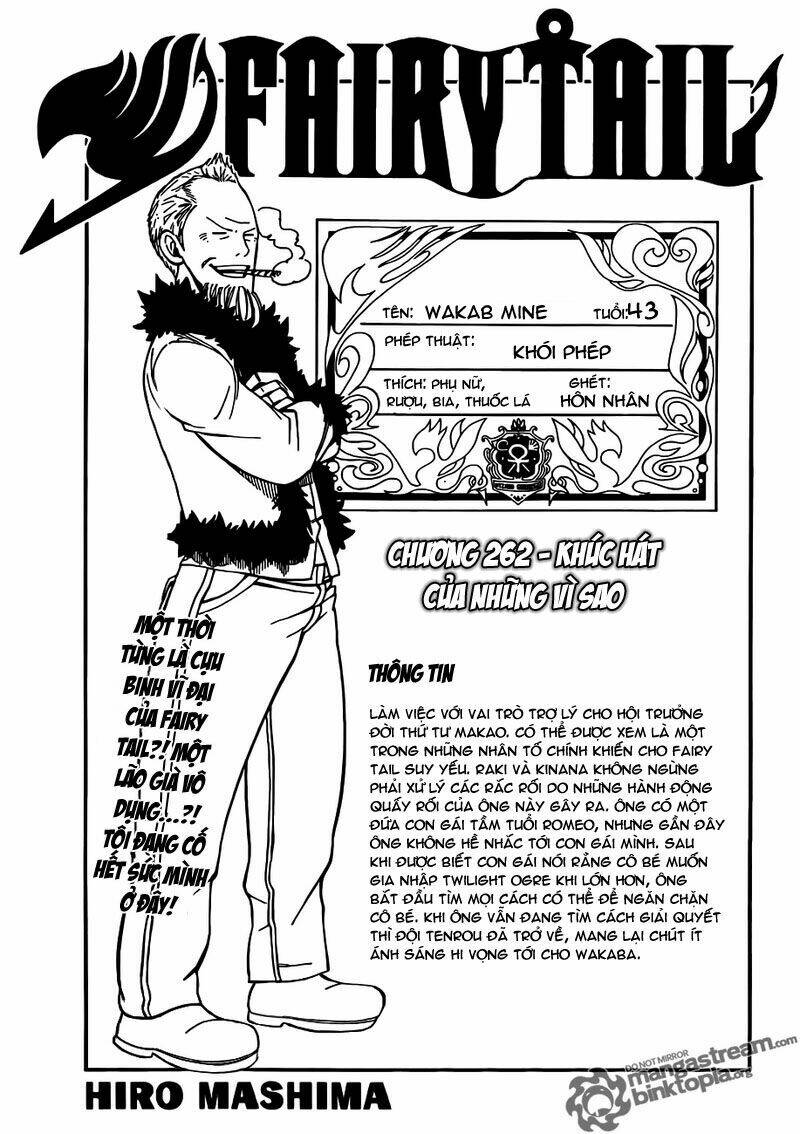 FAIRY TAIL
TÊN: WAKAB MINE TUỔI: 43
PHÉP THUẬT: KHÓI PHÉP
THÍCH: PHỤ NỮ, GHÉT:
RƯỢU, BIA, THUỐC LÁ HÔN NHÂN
CHƯƠNG 262 - KHÚC HÁT
CỦA NHỮNG VÌ SAO
MỘT THỜI
TỪNG LÀ CỰU
BINH VĨ ĐẠI
CỦA FAIRY
TAIL?! MỘT
LÃO GIÀ VÔ
DỤNG...?!
TÔI ĐANG CỐ
HẾT SỨC MÌNH
Ở ĐÂY!
THÔNG TIN
LÀM VIỆC VỚI VAI TRÒ TRỢ LÝ CHO HỘI TRƯỞNG
ĐỜI THỨ TƯ MAKAO. CÓ THỂ ĐƯỢC XEM LÀ MỘT
TRONG NHỮNG NHÂN TỐ CHÍNH KHIẾN CHO FAIRY
TAIL SUY YẾU. RAKI VÀ KINANA KHÔNG NGỪNG
PHẢI XỬ LÝ CÁC RẮC RỐI DO NHỮNG HÀNH ĐỘNG
QUẤY RỐI CỦA ÔNG NÀY GÂY RA. ÔNG CÓ MỘT
ĐỨA CON GÁI TẦM TUỔI ROMEO, NHƯNG GẦN ĐÂY
ÔNG KHÔNG HỀ NHẮC TỚI CON GÁI MÌNH. SAU
KHI ĐƯỢC BIẾT CON GÁI NÓI RẰNG CÔ BÉ MUỐN
GIA NHẬP TWILIGHT OGRE KHI LỚN HƠN, ÔNG
BẮT ĐẦU TÌM MỌI CÁCH CÓ THỂ ĐỂ NGĂN CHẶN
CÔ BÉ. KHI ÔNG VẪN ĐANG TÌM CÁCH GIẢI QUYẾT
THÌ ĐỘI TENROU ĐÃ TRỞ VỀ, MANG LẠI CHÚT ÍT
ÁNH SÁNG HI VỌNG TỚI CHO WAKABA.
DO NOT MIRROR
mangastream.com
binktopia.org
HIRO MASHIMA